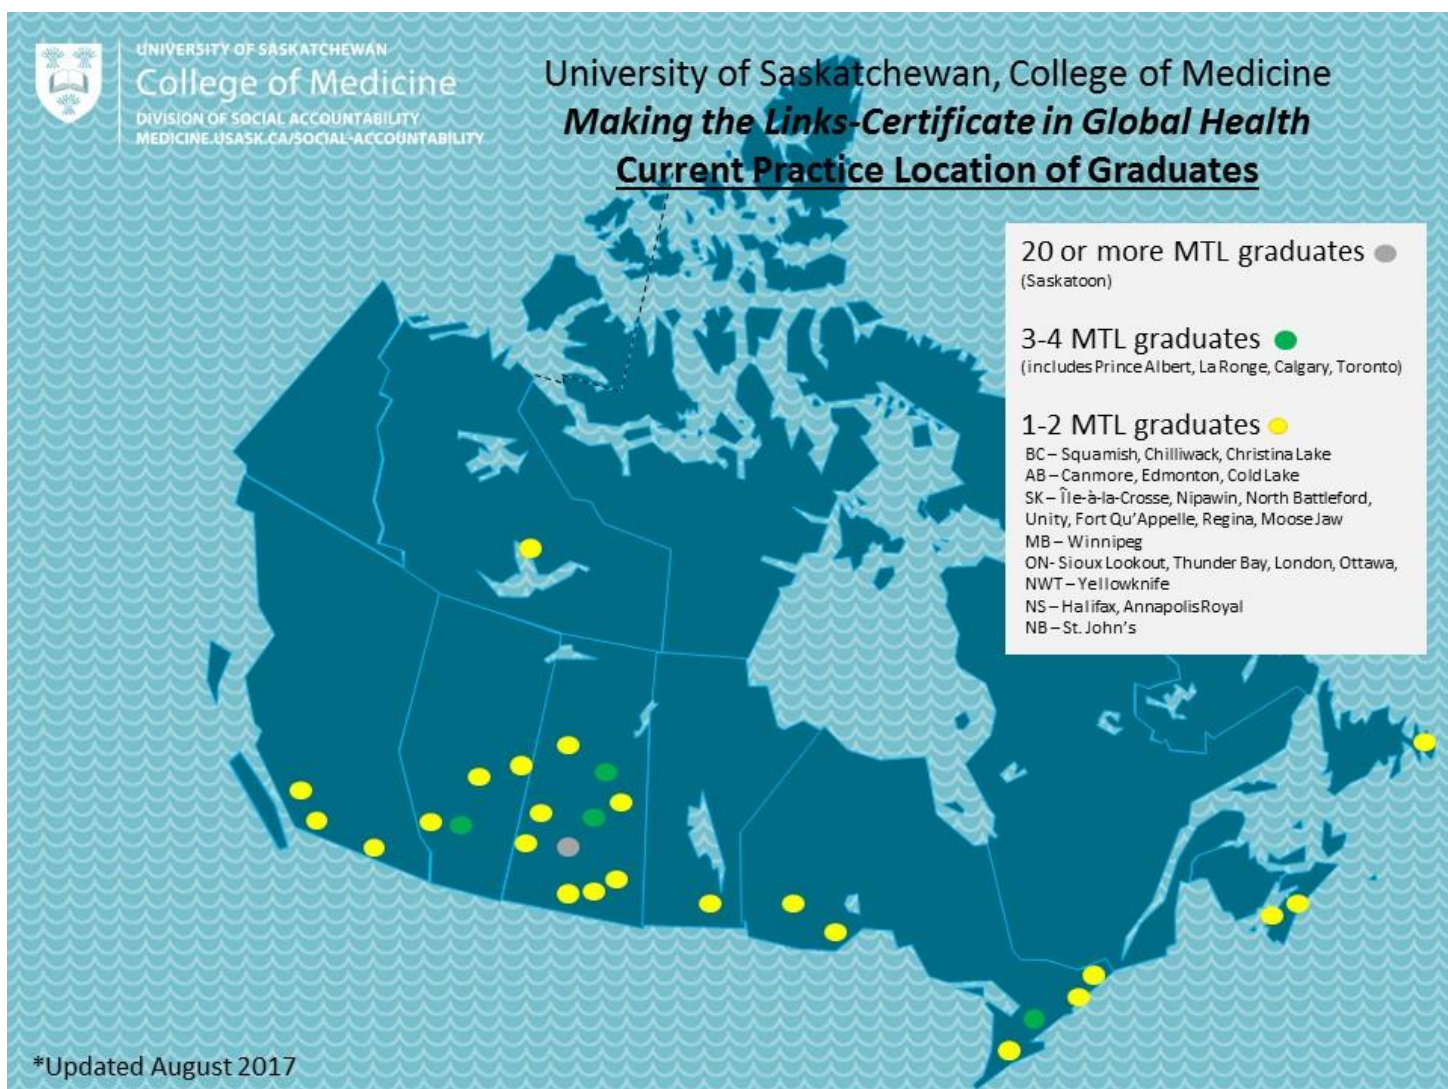 UNIVERSITY OF SASKATCHEWAN
College of Medicine
DIVISION OF SOCIAL ACCOUNTABILITY
MEDICINE.USASK.CA/SOCIAL-ACCOUNTABILITY
University of Saskatchewan, College of Medicine
Making the Links-Certificate in Global Health
Current Practice Location of Graduates
20 or more MTL graduates
(Saskatoon)
3-4 MTL graduates
(includes Prince Albert, La Ronge, Calgary, Toronto)
1-2 MTL graduates
BC – Squamish, Chilliwack, Christina Lake
AB – Canmore, Edmonton, Cold Lake
SK – Île-à-la-Crosse, Nipawin, North Battleford,
Unity, Fort Qu’Appelle, Regina, Moose Jaw
MB – Winnipeg
ON- Sioux Lookout, Thunder Bay, London, Ottawa,
NWT – Yellowknife
NS – Halifax, Annapolis Royal
NB – St. John’s
*Updated August 2017